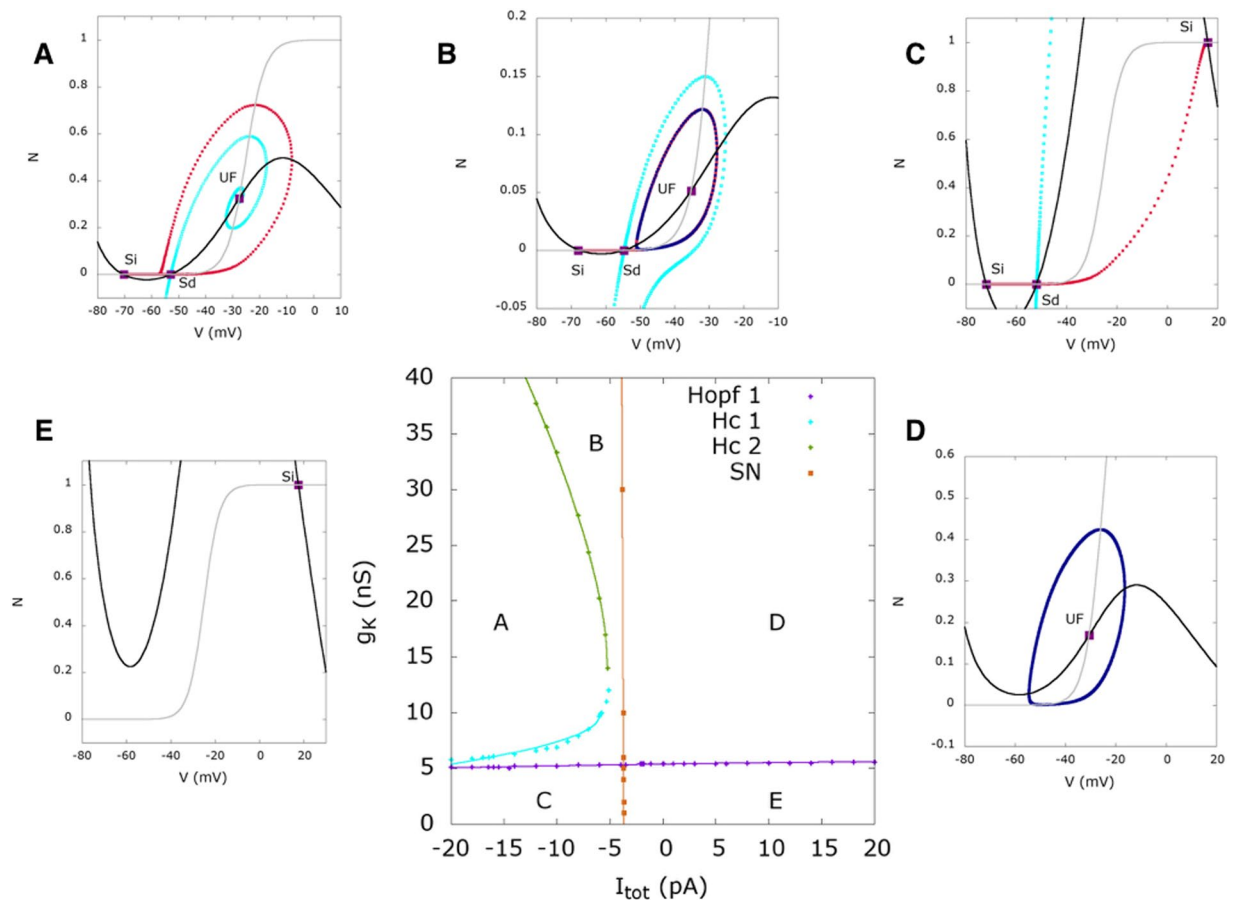 A
1
0.8
0.6
0.4
0.2
0
N
UF
Si
Sd
-80 -70 -60 -50 -40 -30 -20 -10 0 10
V (mV)
B
0.2
0.15
0.1
0.05
0
-0.05
N
UF
Si
Sd
-80 -70 -60 -50 -40 -30 -20 -10
V (mV)
C
1
0.8
0.6
0.4
0.2
0
N
Si
Si
Sd
-80 -60 -40 -20 0 20
V (mV)
E
1
0.8
0.6
0.4
0.2
0
N
Si
-80 -60 -40 -20 0 20
V (mV)
40
35
30
25
20
15
10
5
0
gK (nS)
Hopf 1
Hc 1
Hc 2
SN
B
A
D
C
E
-20 -15 -10 -5 0 5 10 15 20
Itot (pA)
D
0.6
0.5
0.4
0.3
0.2
0.1
0
-0.1
N
UF
-80 -60 -40 -20 0 20
V (mV)